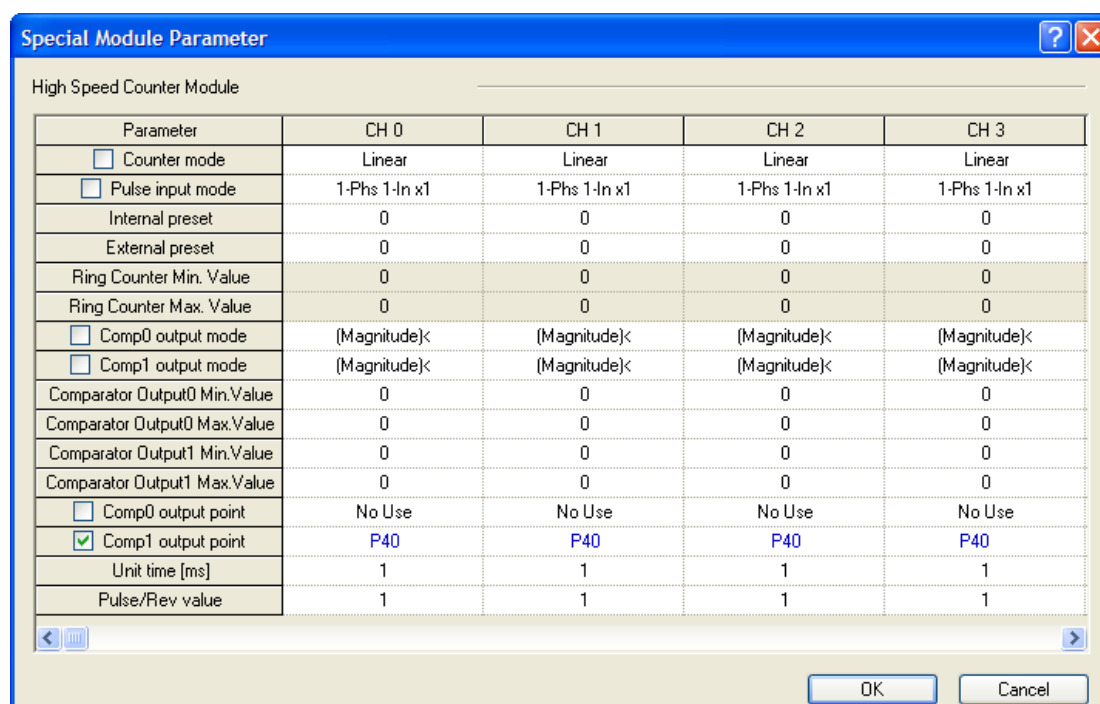 Special Module Parameter
High Speed Counter Module
Parameter CH 0 CH 1 CH 2 CH 3
Counter mode Linear Linear Linear Linear
Pulse input mode 1-Phs 1-In x1 1-Phs 1-In x1 1-Phs 1-In x1 1-Phs 1-In x1
Internal preset 0 0 0 0
External preset 0 0 0 0
Ring Counter Min. Value 0 0 0 0
Ring Counter Max. Value 0 0 0 0
Comp0 output mode (Magnitude)< (Magnitude)< (Magnitude)< (Magnitude)<
Comp1 output mode (Magnitude)< (Magnitude)< (Magnitude)< (Magnitude)<
Comparator Output0 Min.Value 0 0 0 0
Comparator Output0 Max.Value 0 0 0 0
Comparator Output1 Min.Value 0 0 0 0
Comparator Output1 Max.Value 0 0 0 0
Comp0 output point No Use No Use No Use No Use
Comp1 output point P40 P40 P40 P40
Unit time [ms] 1 1 1 1
Pulse/Rev value 1 1 1 1
OK Cancel